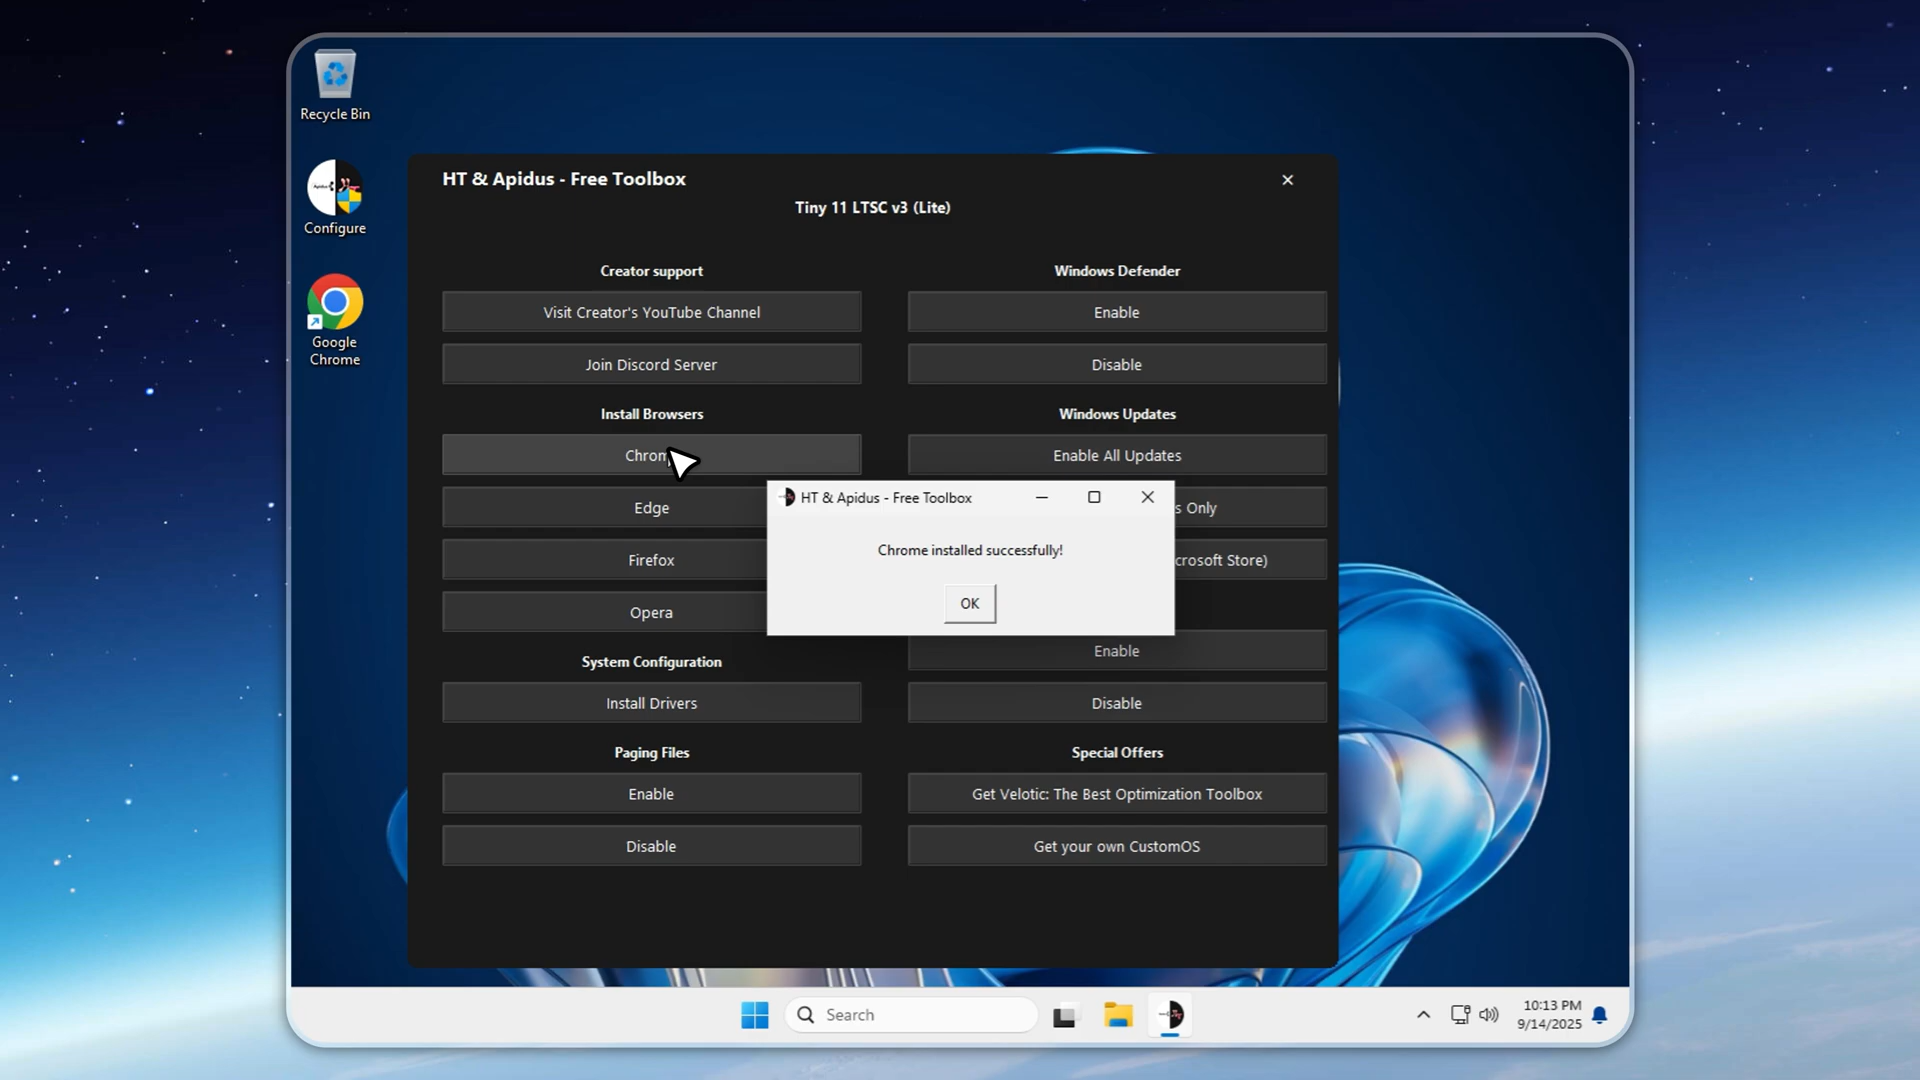 Recycle Bin
Configure
Google
Chrome
HT & Apidus - Free Toolbox
Tiny 11 LTSC v3 (Lite)
Creator support
Visit Creator's YouTube Channel
Join Discord Server
Install Browsers
Chrom
Edge
Firefox
Opera
System Configuration
Install Drivers
Paging Files
Enable
Disable
Windows Defender
Enable
Disable
Windows Updates
Enable All Updates
s Only
crosoft Store)
Enable
Disable
Special Offers
Get Velotic: The Best Optimization Toolbox
Get your own CustomOS
HT & Apidus - Free Toolbox
Chrome installed successfully!
OK
Search
10:13 PM
9/14/2025